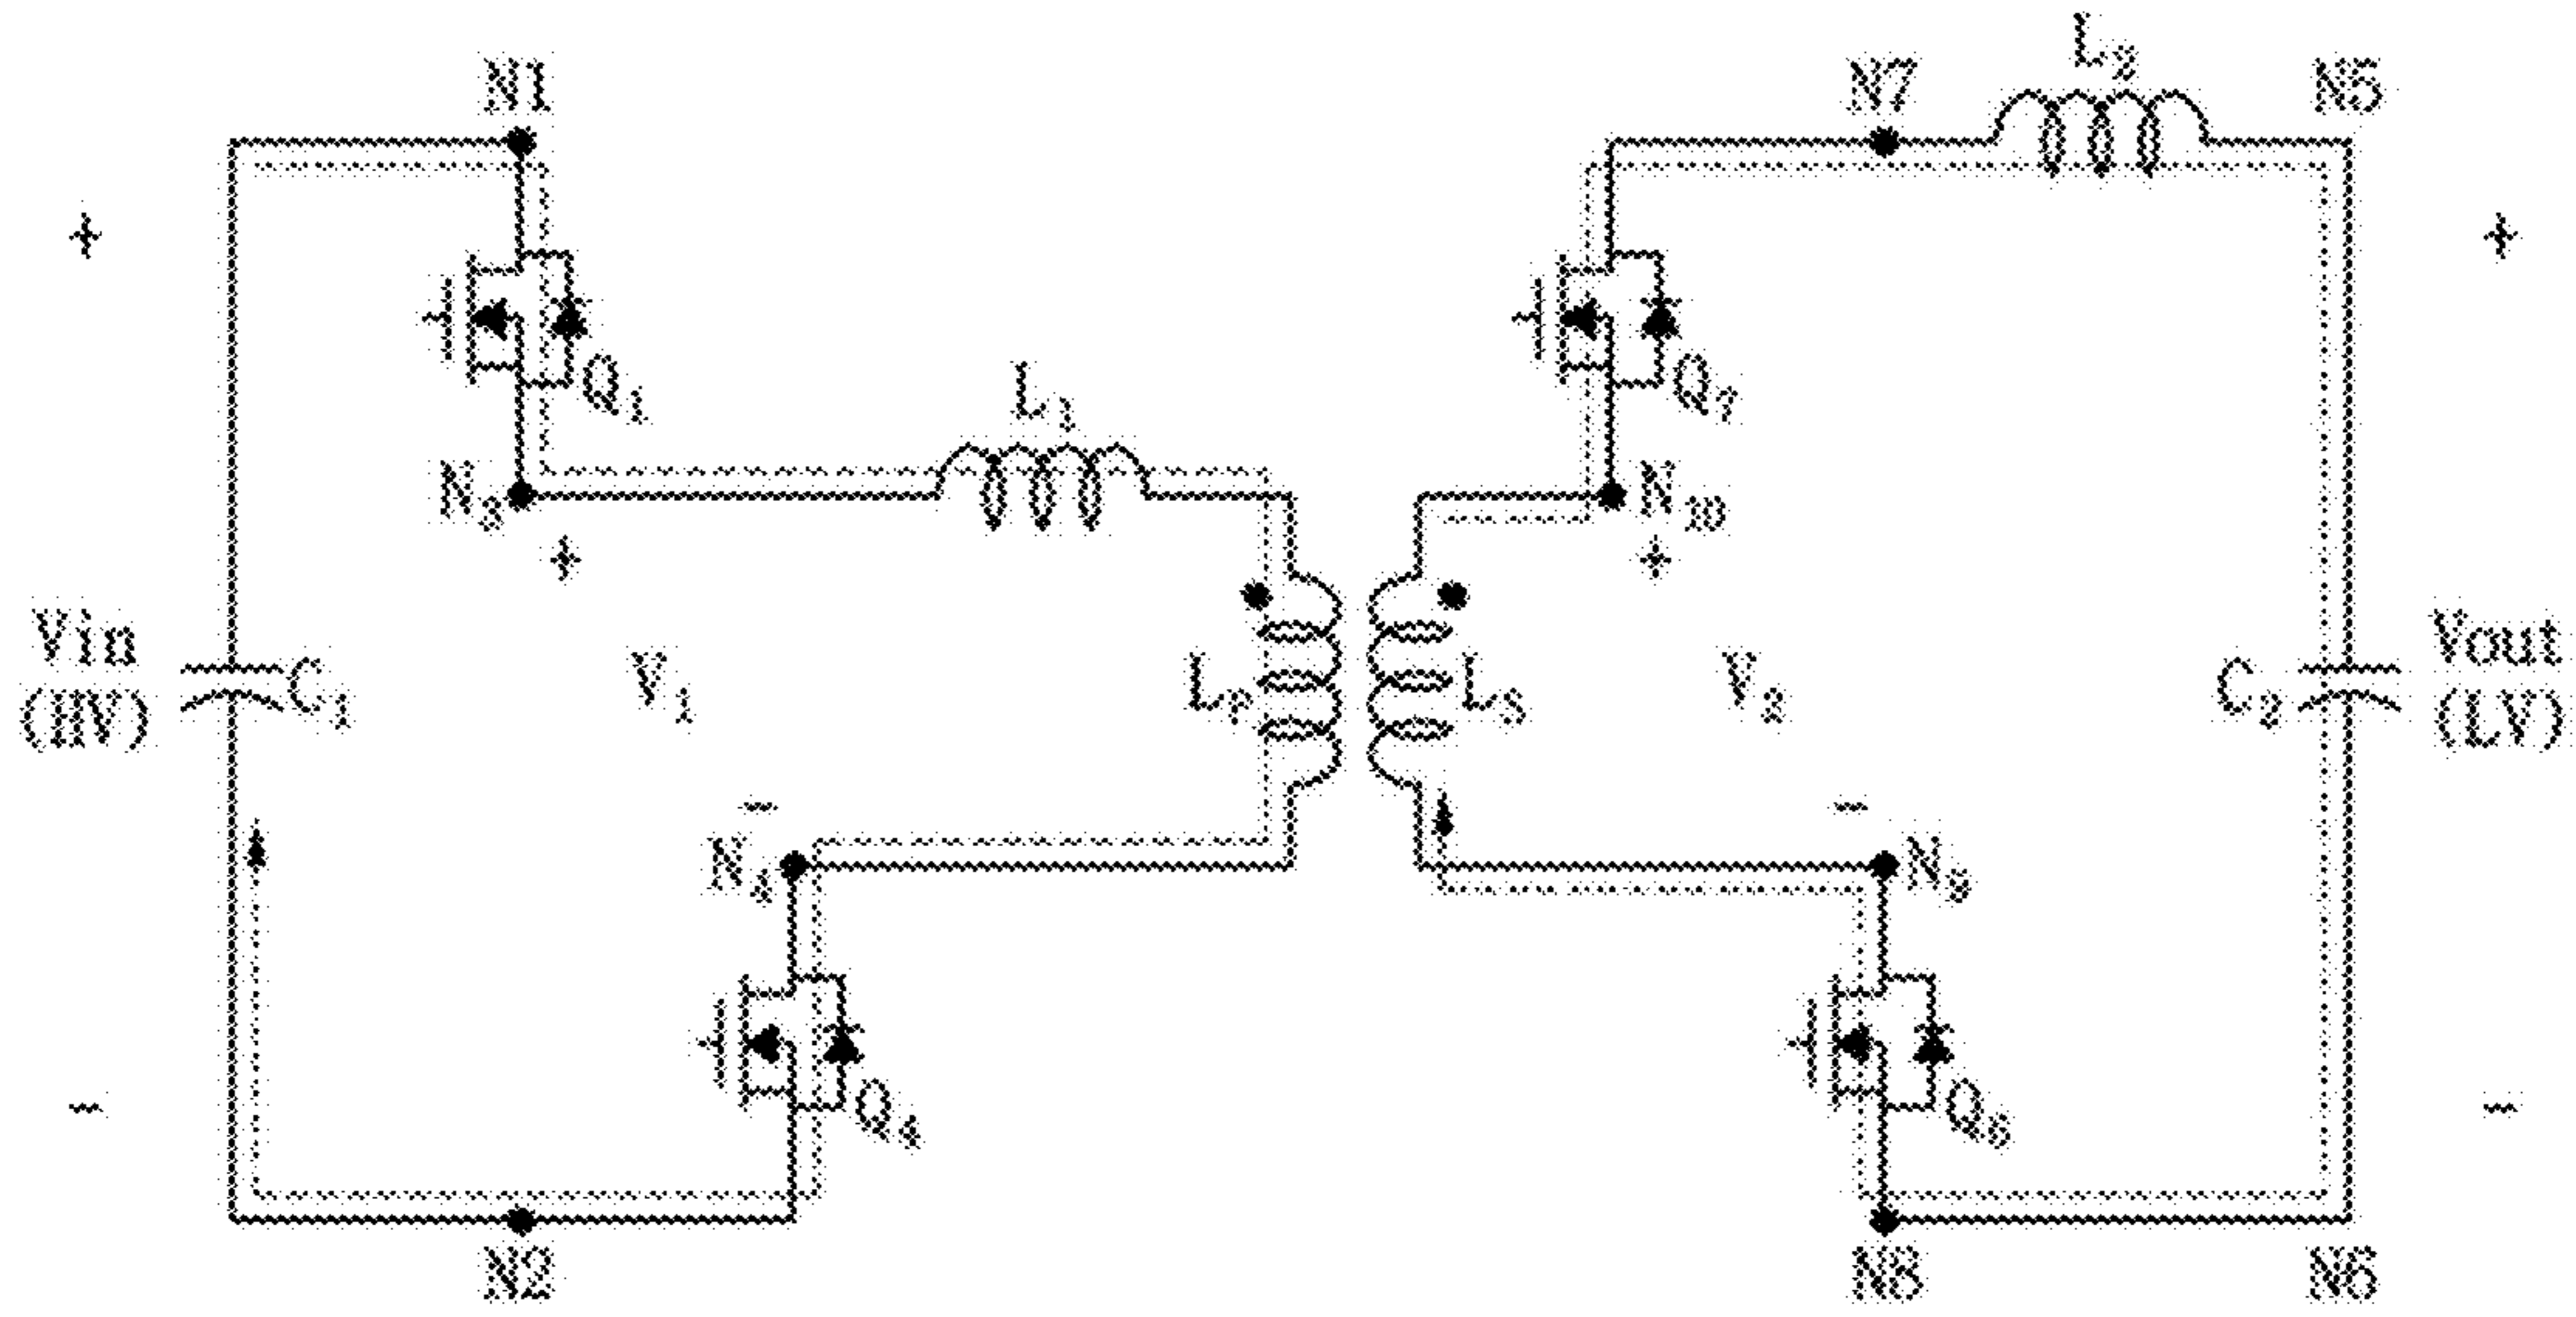 L2
N1
N7
N5
+
+
Q1
Q7
L1
N3
N10
+
+
Vin
(HV)
C1
V1
LP
LS
V2
C2
Vout
(LV)
−
−
N4
N9
−
−
Q4
Q6
N2
N8
N6